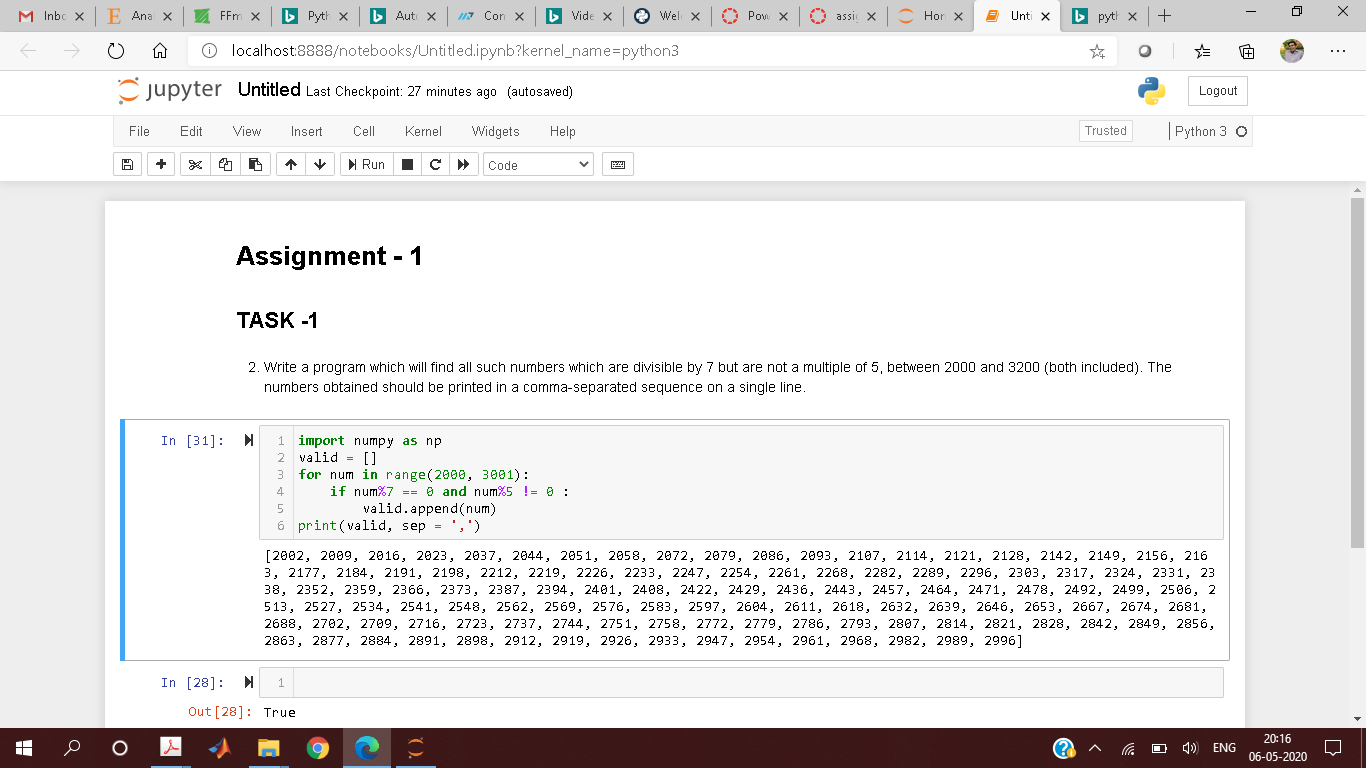 Inbc
Anal
FFm
Pyth
Aut
Con
Vide
Wel
Pow
assig
Hor
Unti
pyth
localhost:8888/notebooks/Untitled.ipynb?kernel_name=python3
jupyter Untitled Last Checkpoint: 27 minutes ago (autosaved)
Logout
File Edit View Insert Cell Kernel Widgets Help
Trusted
Python 3
Run
Code
Assignment - 1
TASK -1
2. Write a program which will find all such numbers which are divisible by 7 but are not a multiple of 5, between 2000 and 3200 (both included). The
numbers obtained should be printed in a comma-separated sequence on a single line.
In [31]:
1 import numpy as np
2 valid = []
3 for num in range(2000, 3001):
4     if num%7 == 0 and num%5 != 0 :
5         valid.append(num)
6 print(valid, sep = ',')
[2002, 2009, 2016, 2023, 2037, 2044, 2051, 2058, 2072, 2079, 2086, 2093, 2107, 2114, 2121, 2128, 2142, 2149, 2156, 216
3, 2177, 2184, 2191, 2198, 2212, 2219, 2226, 2233, 2247, 2254, 2261, 2268, 2282, 2289, 2296, 2303, 2317, 2324, 2331, 23
38, 2352, 2359, 2366, 2373, 2387, 2394, 2401, 2408, 2422, 2429, 2436, 2443, 2457, 2464, 2471, 2478, 2492, 2499, 2506, 2
513, 2527, 2534, 2541, 2548, 2562, 2569, 2576, 2583, 2597, 2604, 2611, 2618, 2632, 2639, 2646, 2653, 2667, 2674, 2681,
2688, 2702, 2709, 2716, 2723, 2737, 2744, 2751, 2758, 2772, 2779, 2786, 2793, 2807, 2814, 2821, 2828, 2842, 2849, 2856,
2863, 2877, 2884, 2891, 2898, 2912, 2919, 2926, 2933, 2947, 2954, 2961, 2968, 2982, 2989, 2996]
In [28]:
1
Out[28]: True
ENG
20:16
06-05-2020